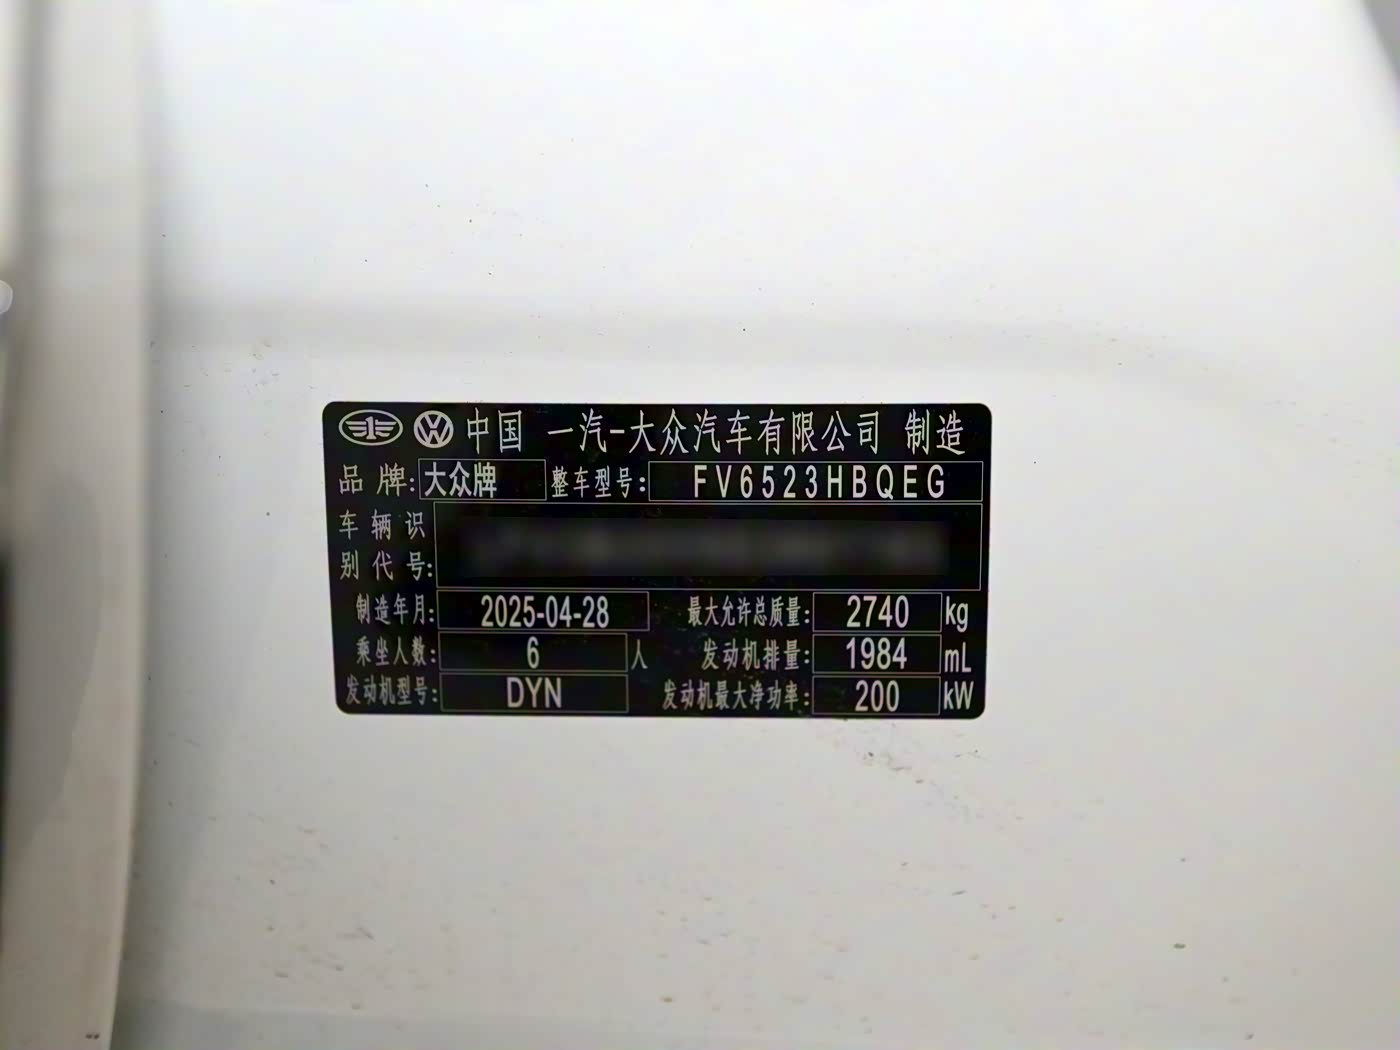 中国 一汽-大众汽车有限公司 制造
品 牌: 大众牌 整车型号: FV6523HBQEG
车 辆 识
别 代 号:
制造年月: 2025-04-28 最大允许总质量: 2740 kg
乘坐人数: 6 人 发动机排量: 1984 mL
发动机型号: DYN 发动机最大净功率: 200 kW